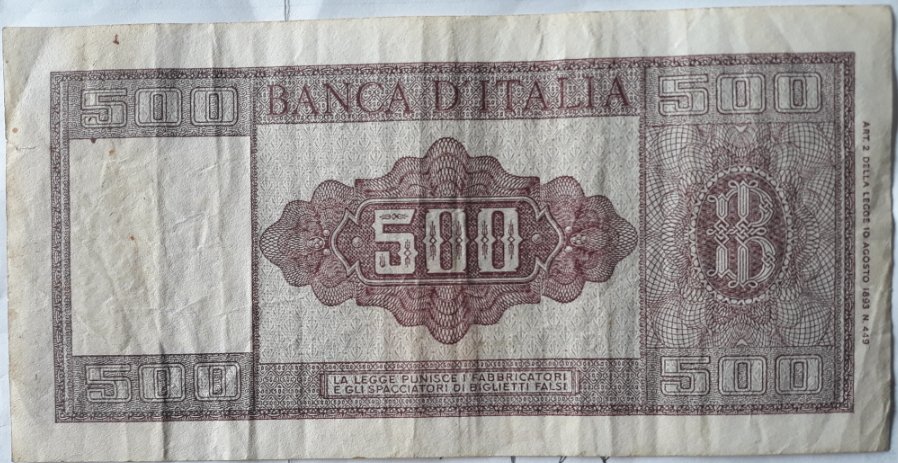 500 BANCA D'ITALIA 500
500
B
LA LEGGE PUNISCE I FABBRICATORI
E GLI SPACCIATORI DI BIGLIETTI FALSI
500 500
ART. 2 DELLA LEGGE 10 AGOSTO 1893 N. 449